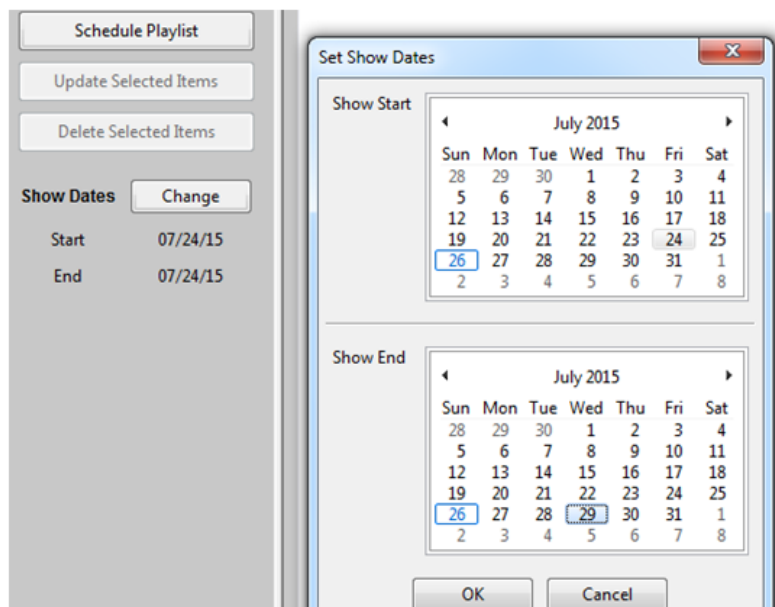 Schedule Playlist
Update Selected Items
Delete Selected Items
Show Dates Change
Start 07/24/15
End 07/24/15
Set Show Dates
Show Start
July 2015
Sun Mon Tue Wed Thu Fri Sat
28 29 30 1 2 3 4
5 6 7 8 9 10 11
12 13 14 15 16 17 18
19 20 21 22 23 24 25
26 27 28 29 30 31 1
2 3 4 5 6 7 8
Show End
July 2015
Sun Mon Tue Wed Thu Fri Sat
28 29 30 1 2 3 4
5 6 7 8 9 10 11
12 13 14 15 16 17 18
19 20 21 22 23 24 25
26 27 28 29 30 31 1
2 3 4 5 6 7 8
OK Cancel